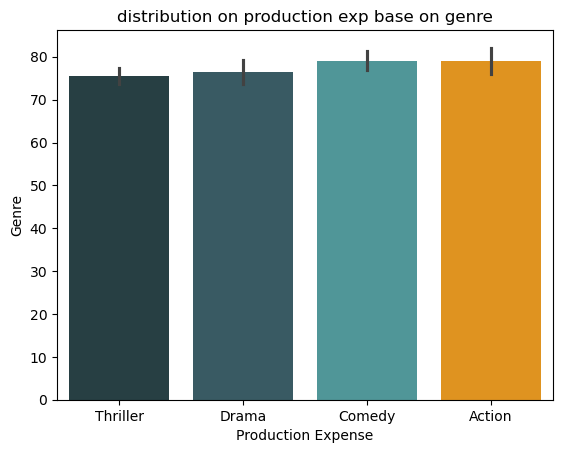 distribution on production exp base on genre
80
70
60
50
40
30
20
10
0
Genre
Thriller Drama Comedy Action
Production Expense